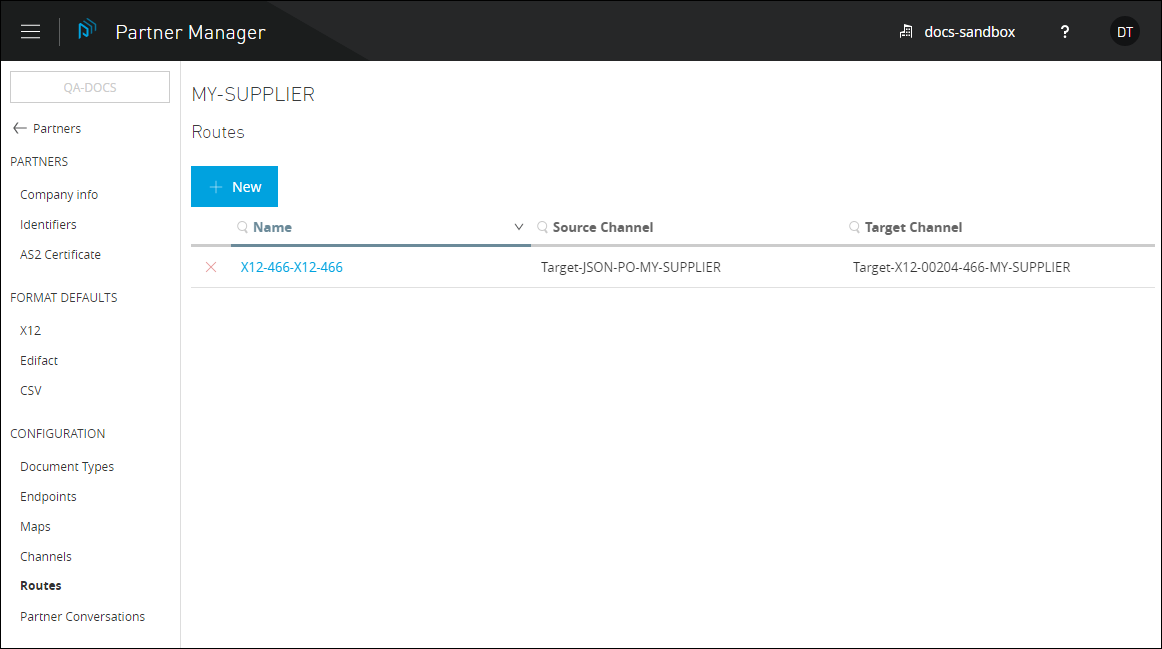 Partner Manager
docs-sandbox
?
DT
QA-DOCS
Partners
PARTNERS
Company info
Identifiers
AS2 Certificate
FORMAT DEFAULTS
X12
Edifact
CSV
CONFIGURATION
Document Types
Endpoints
Maps
Channels
Routes
Partner Conversations
MY-SUPPLIER
Routes
New
Name Source Channel Target Channel
X12-466-X12-466 Target-JSON-PO-MY-SUPPLIER Target-X12-00204-466-MY-SUPPLIER